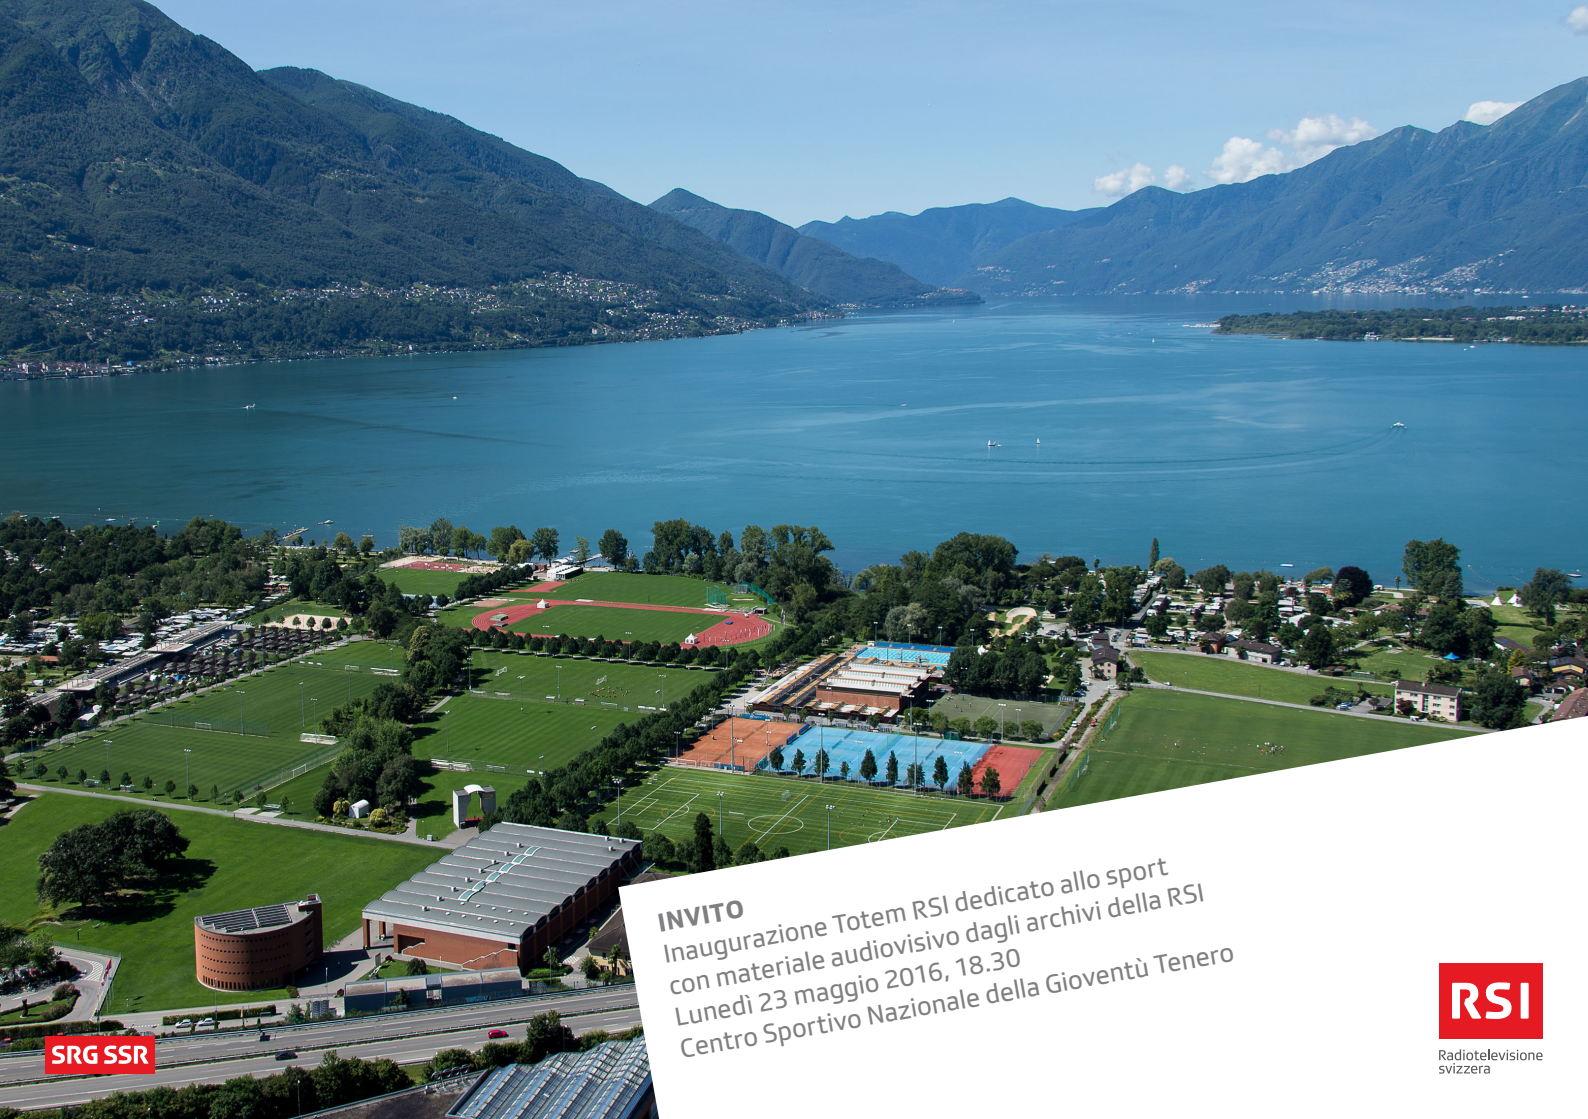 INVITO
Inaugurazione Totem RSI dedicato allo sport
con materiale audiovisivo dagli archivi della RSI
Lunedì 23 maggio 2016, 18.30
Centro Sportivo Nazionale della Gioventù Tenero
SRG SSR
RSI
Radiotelevisione
svizzera